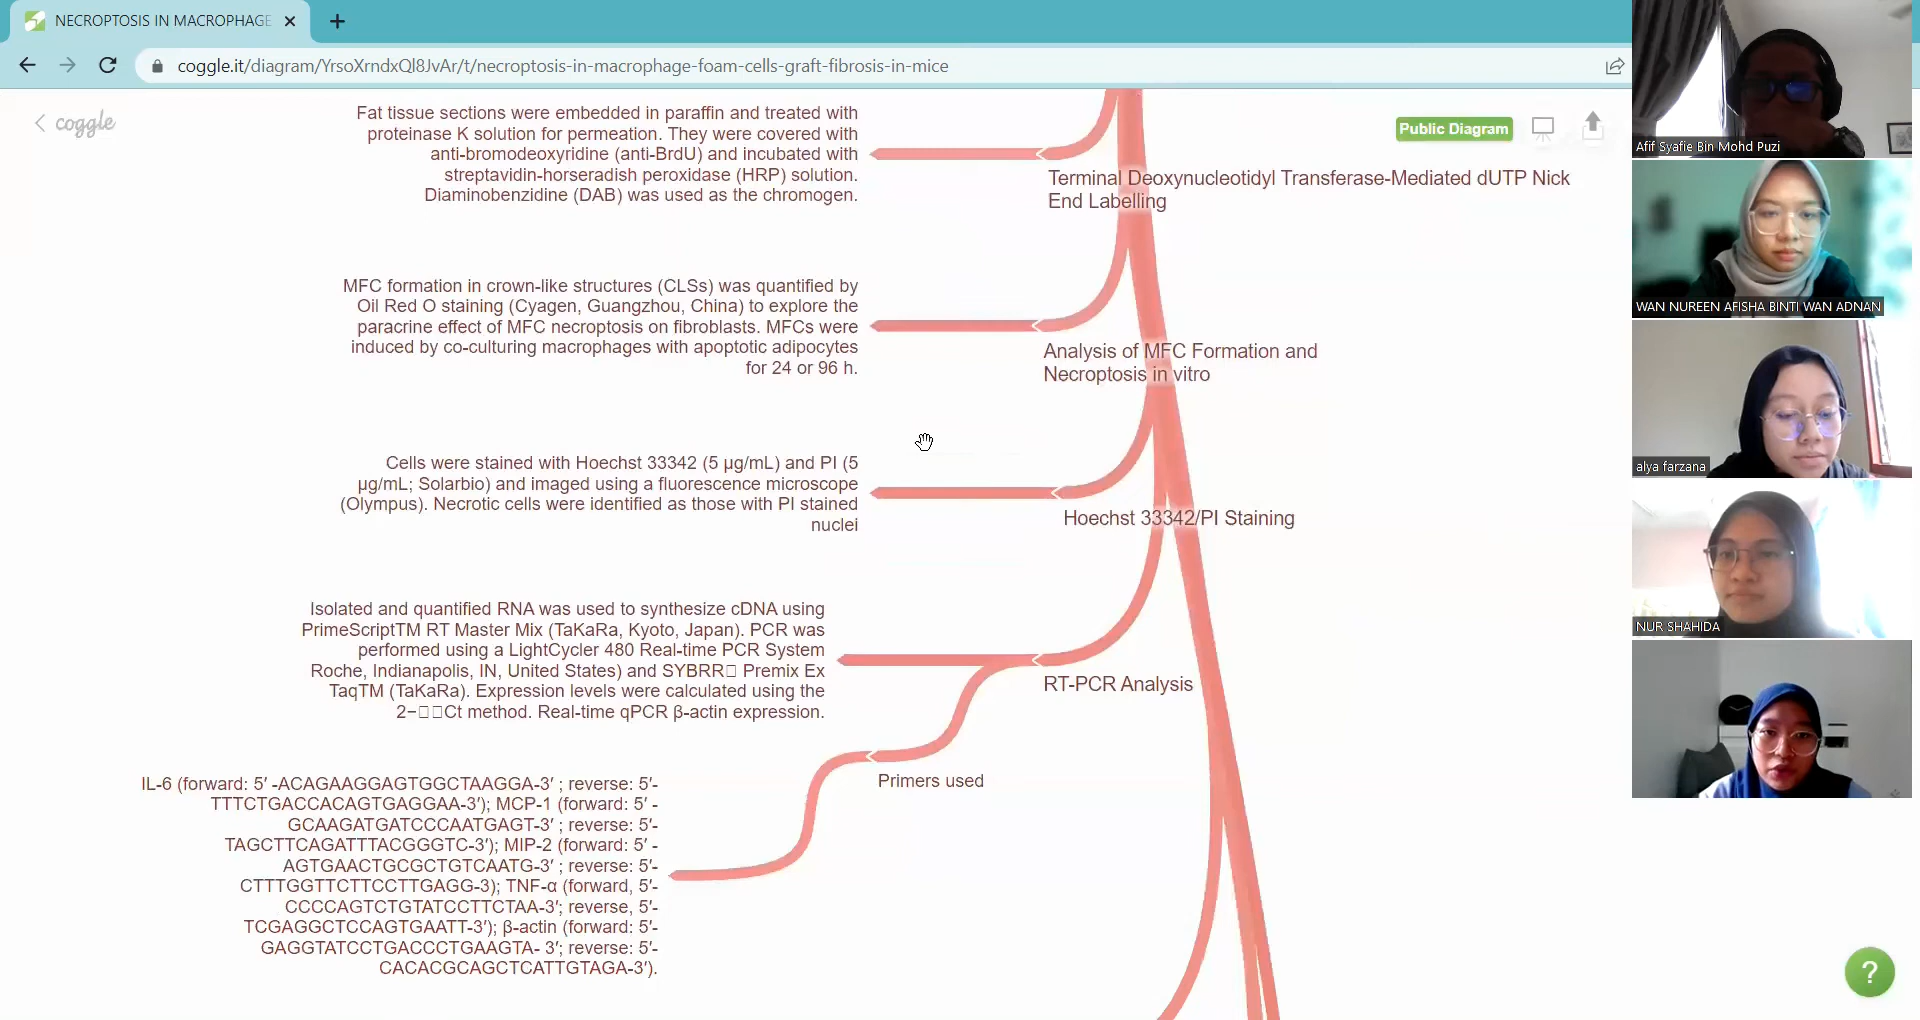 NECROPTOSIS IN MACROPHAGE
coggle.it/diagram/YrsoXrndxQl8JvAr/t/necroptosis-in-macrophage-foam-cells-graft-fibrosis-in-mice
coggle
Public Diagram
Fat tissue sections were embedded in paraffin and treated with
proteinase K solution for permeation. They were covered with
anti-bromodeoxyridine (anti-BrdU) and incubated with
streptavidin-horseradish peroxidase (HRP) solution.
Diaminobenzidine (DAB) was used as the chromogen.
Terminal Deoxynucleotidyl Transferase-Mediated dUTP Nick
End Labelling
MFC formation in crown-like structures (CLSs) was quantified by
Oil Red O staining (Cyagen, Guangzhou, China) to explore the
paracrine effect of MFC necroptosis on fibroblasts. MFCs were
induced by co-culturing macrophages with apoptotic adipocytes
for 24 or 96 h.
Analysis of MFC Formation and
Necroptosis in vitro
Cells were stained with Hoechst 33342 (5 μg/mL) and PI (5
μg/mL; Solarbio) and imaged using a fluorescence microscope
(Olympus). Necrotic cells were identified as those with PI stained
nuclei
Hoechst 33342/PI Staining
Isolated and quantified RNA was used to synthesize cDNA using
PrimeScriptTM RT Master Mix (TaKaRa, Kyoto, Japan). PCR was
performed using a LightCycler 480 Real-time PCR System
Roche, Indianapolis, IN, United States) and SYBRR□ Premix Ex
TaqTM (TaKaRa). Expression levels were calculated using the
2−□□Ct method. Real-time qPCR β-actin expression.
RT-PCR Analysis
Primers used
IL-6 (forward: 5′ -ACAGAAGGAGTGGCTAAGGA-3′ ; reverse: 5′-
TTTCTGACCACAGTGAGGAA-3′); MCP-1 (forward: 5′ -
GCAAGATGATCCCAATGAGT-3′ ; reverse: 5′-
TAGCTTCAGATTTACGGGTC-3′); MIP-2 (forward: 5′ -
AGTGAACTGCGCTGTCAATG-3′ ; reverse: 5′-
CTTTGGTTCTTCCTTGAGG-3); TNF-α (forward, 5′-
CCCCAGTCTGTATCCTTCTAA-3′; reverse, 5′-
TCGAGGCTCCAGTGAATT-3′); β-actin (forward: 5′-
GAGGTATCCTGACCCTGAAGTA- 3′; reverse: 5′-
CACACGCAGCTCATTGTAGA-3′).
Afif Syafie Bin Mohd Puzi
WAN NUREEN AFISHA BINTI WAN ADNAN
alya farzana
NUR SHAHIDA
?